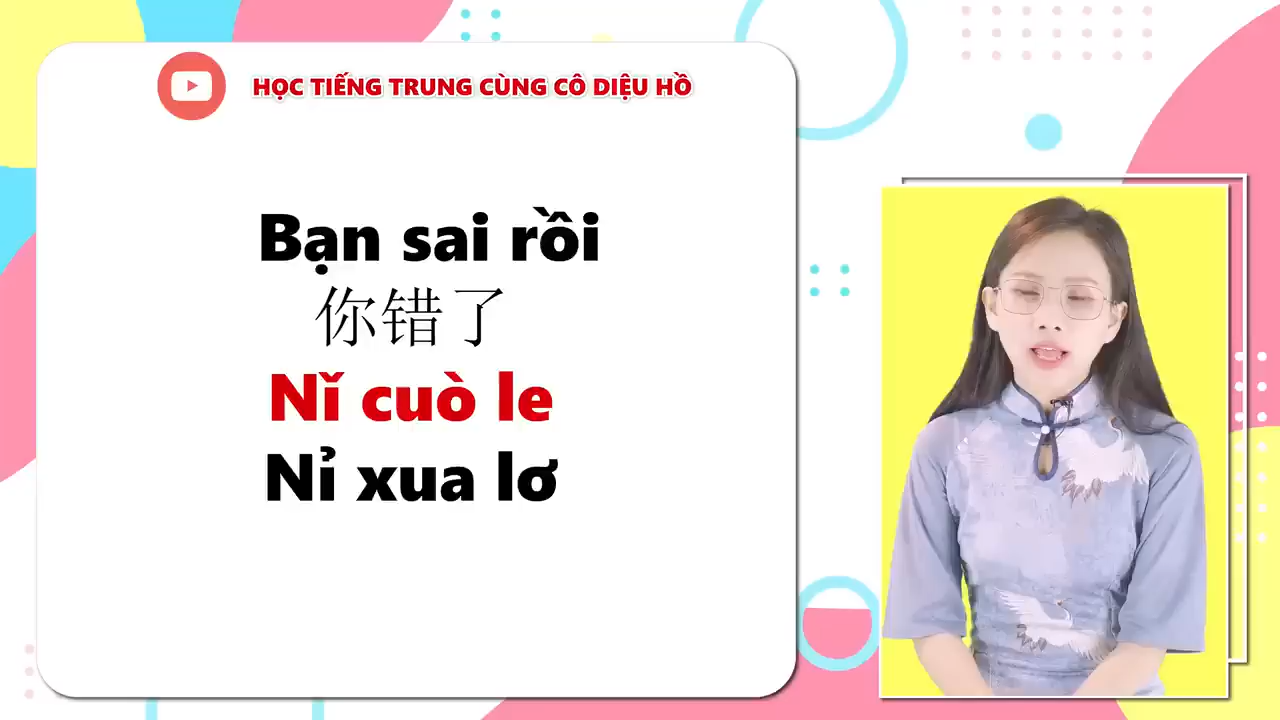 HỌC TIẾNG TRUNG CÙNG CÔ DIỆU HỒ
Bạn sai rồi
你错了
Nǐ cuò le
Nỉ xua lơ